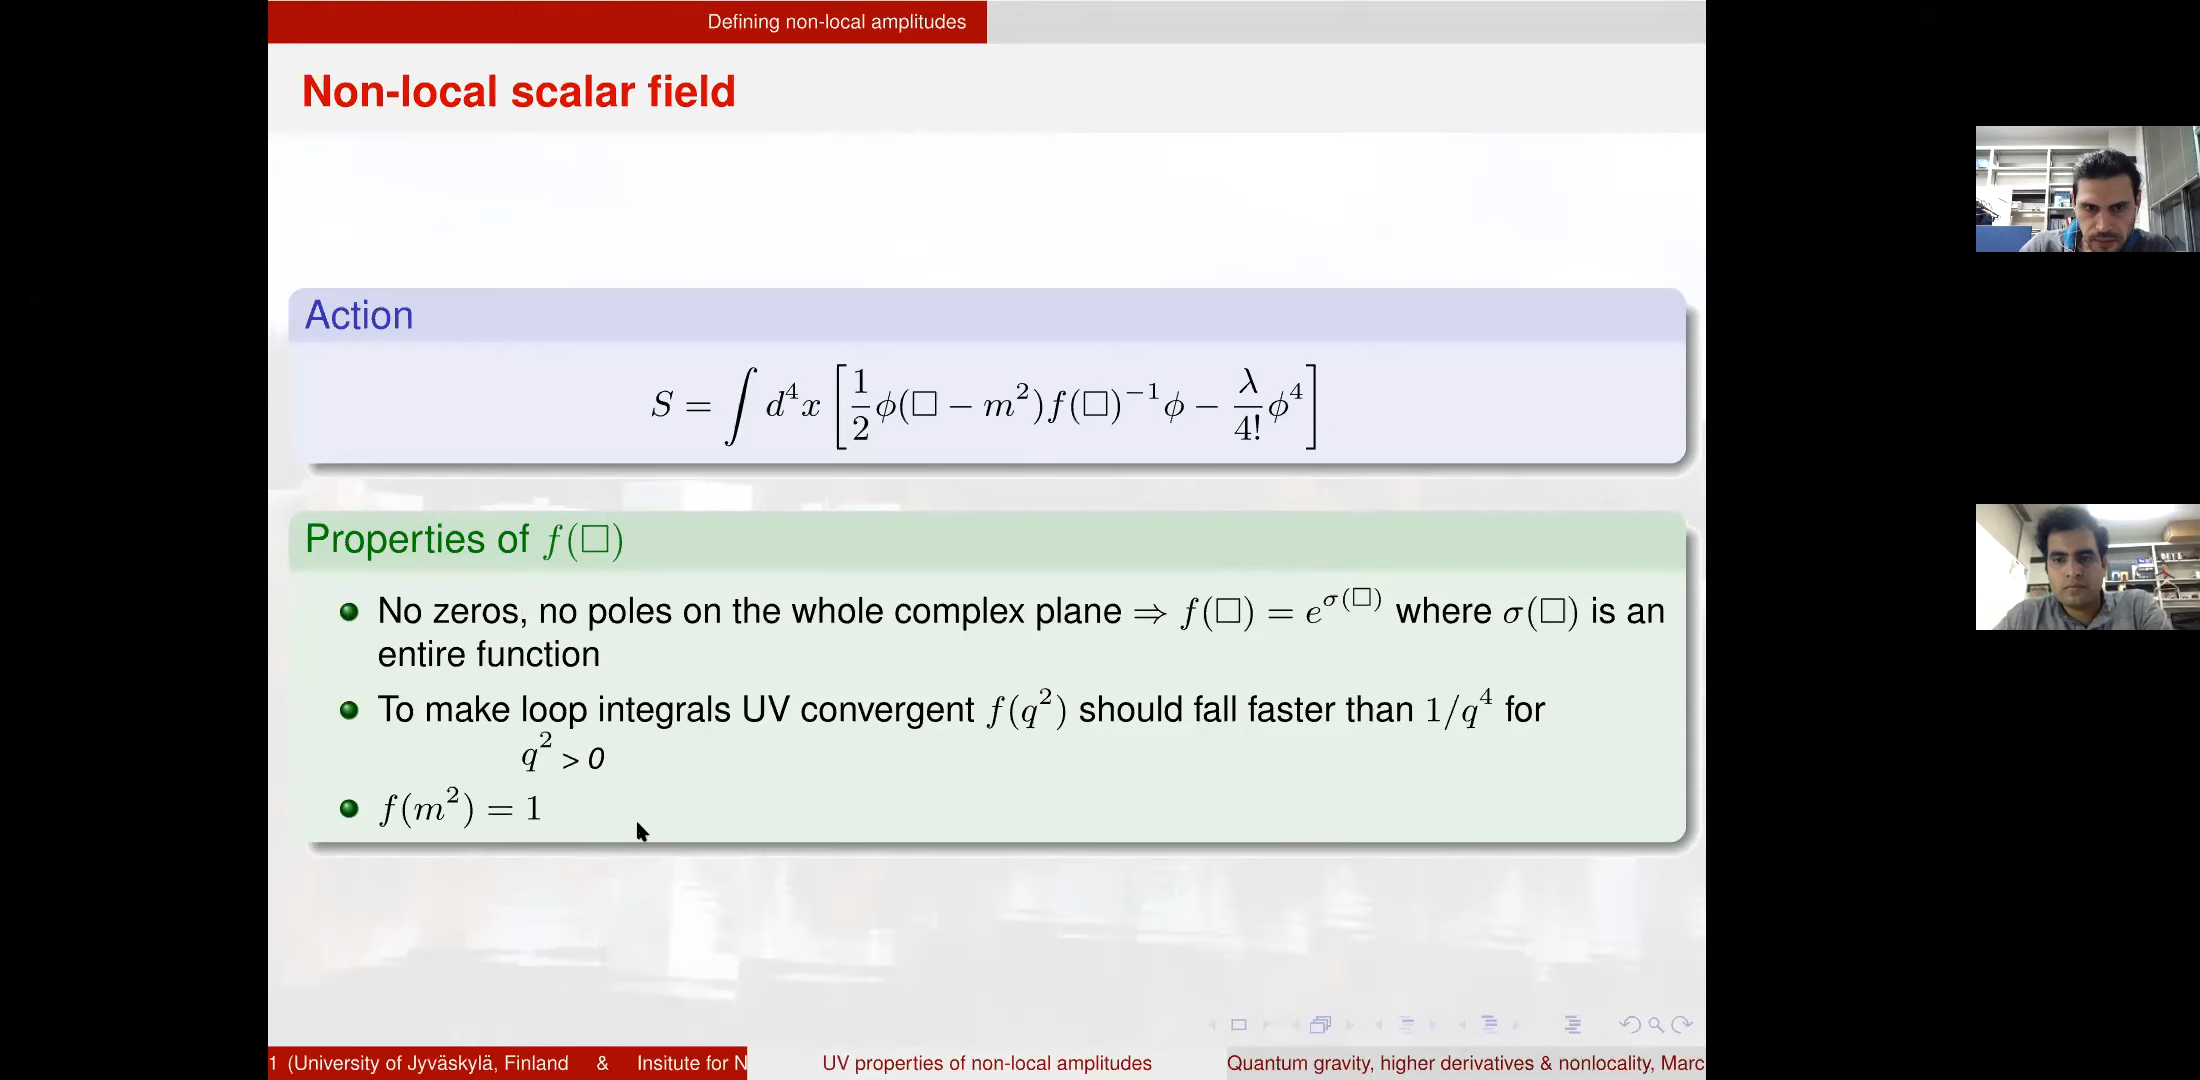 Defining non-local amplitudes
Non-local scalar field
Action
S = ∫ d⁴x [ 1/2 ϕ(□ − m²)f(□)⁻¹ϕ − λ/4! ϕ⁴ ]
Properties of f(□)
No zeros, no poles on the whole complex plane ⇒ f(□) = e^σ(□) where σ(□) is an
entire function
To make loop integrals UV convergent f(q²) should fall faster than 1/q⁴ for
q² > 0
f(m²) = 1
1 (University of Jyväskylä, Finland & Insitute for N
UV properties of non-local amplitudes
Quantum gravity, higher derivatives & nonlocality, Marc